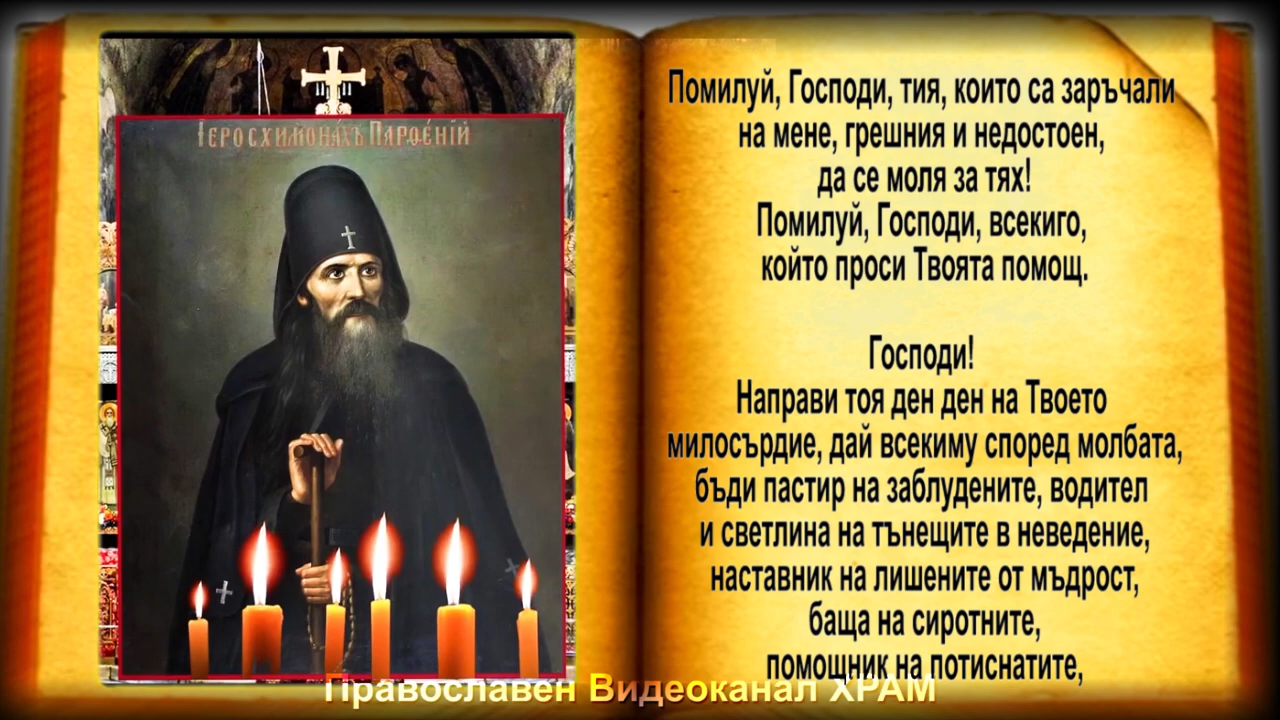 ІЕРОСХИМОНАХЪ ПАРѲЕ́НІЙ
Помилуй, Господи, тия, които са заръчали
на мене, грешния и недостоен,
да се моля за тях!
Помилуй, Господи, всекиго,
който проси Твоята помощ.
Господи!
Направи тоя ден ден на Твоето
милосърдие, дай всекиму според молбата,
бъди пастир на заблудените, водител
и светлина на тънещите в неведение,
наставник на лишените от мъдрост,
баща на сиротните,
помощник на потиснатите,
Православен Видеоканал ХРАМ